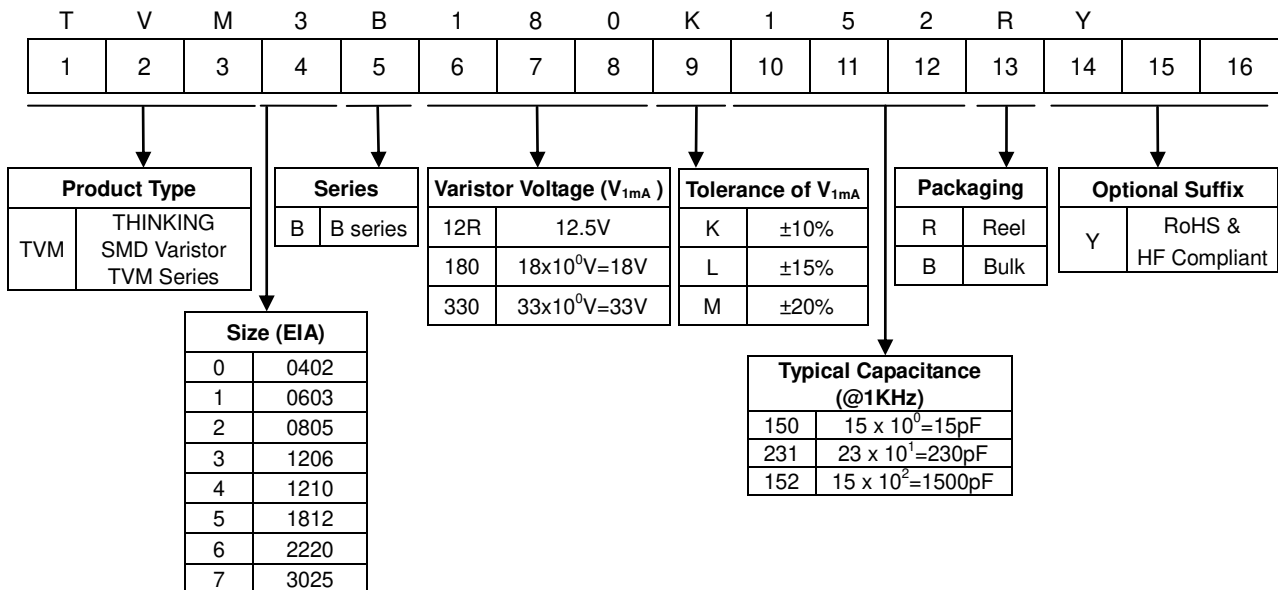 T V M 3 B 1 8 0 K 1 5 2 R Y
1 2 3 4 5 6 7 8 9 10 11 12 13 14 15 16
Product Type
TVM THINKING
SMD Varistor
TVM Series
Series
B B series
Varistor Voltage (V1mA )
12R 12.5V
180 18x10⁰V=18V
330 33x10⁰V=33V
Tolerance of V1mA
K ±10%
L ±15%
M ±20%
Packaging
R Reel
B Bulk
Optional Suffix
Y RoHS &
HF Compliant
Size (EIA)
0 0402
1 0603
2 0805
3 1206
4 1210
5 1812
6 2220
7 3025
Typical Capacitance
(@1KHz)
150 15 x 10⁰=15pF
231 23 x 10¹=230pF
152 15 x 10²=1500pF